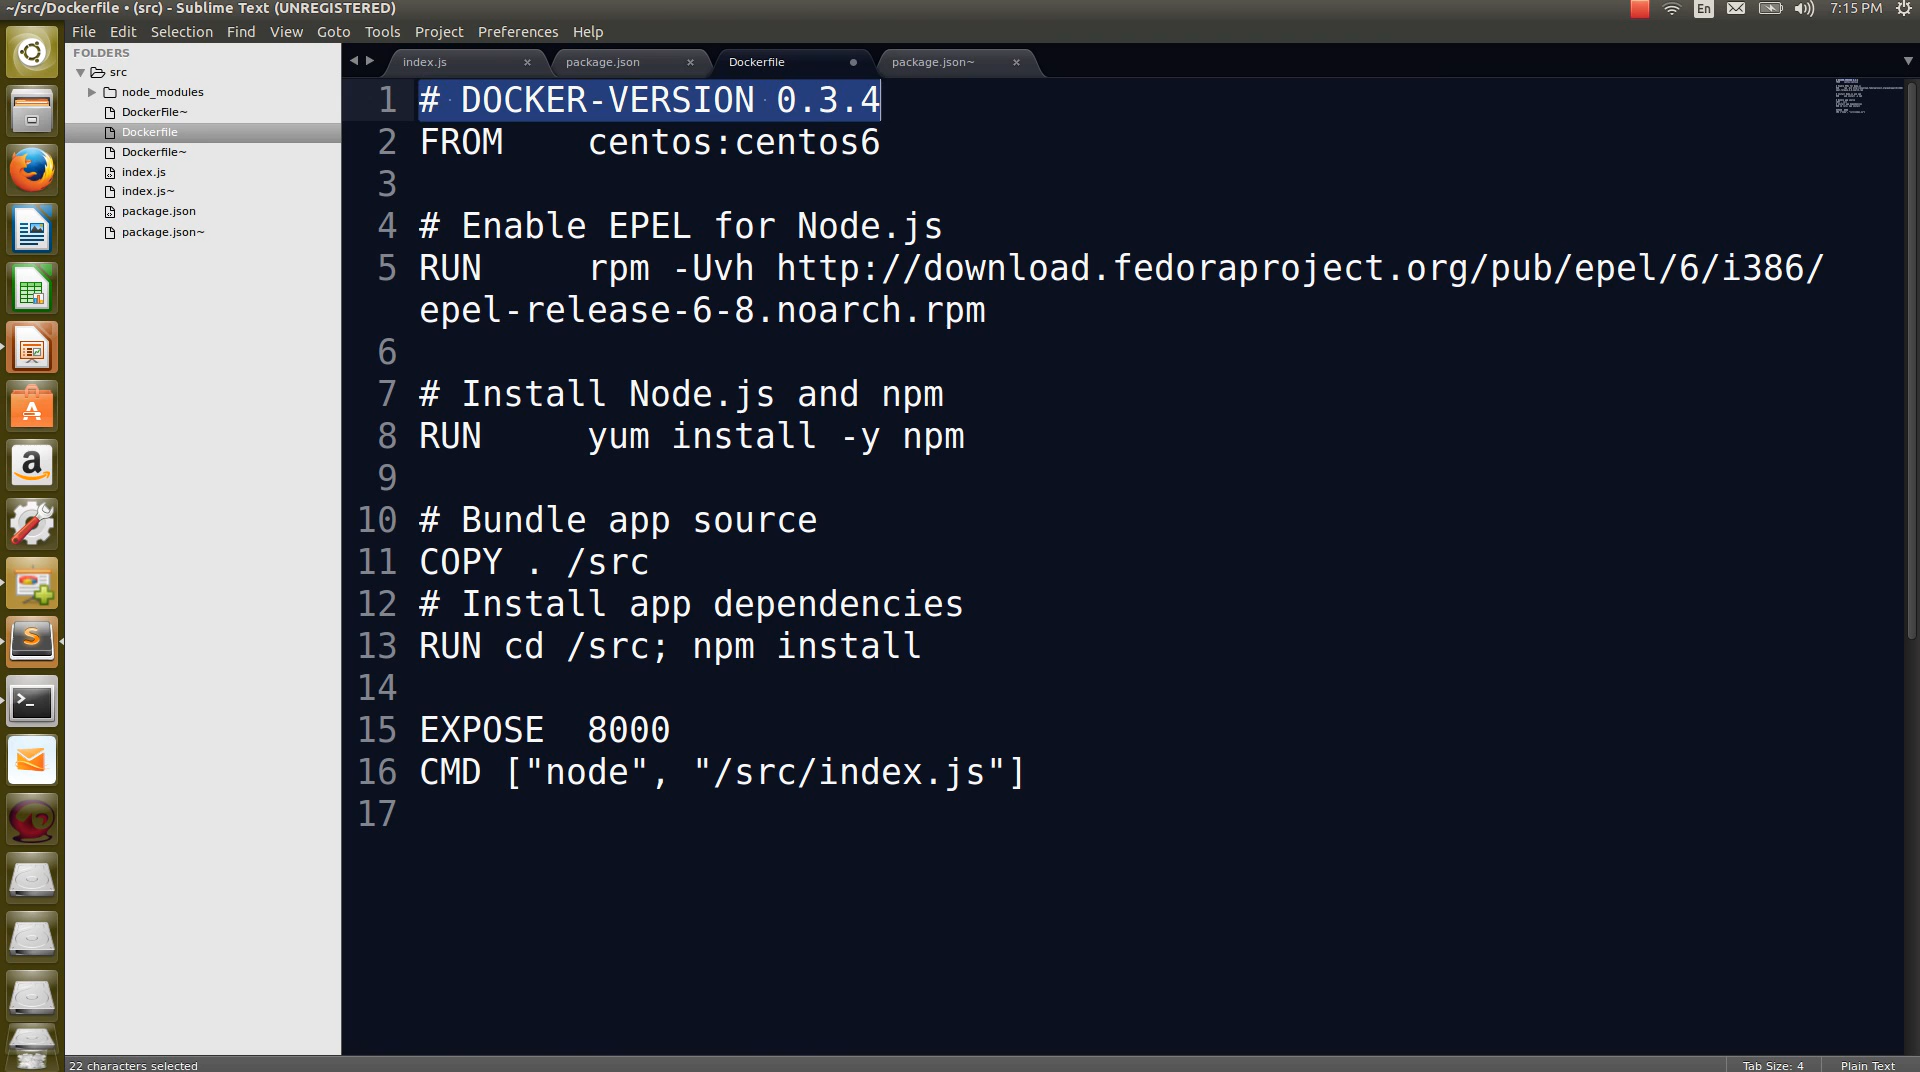 ~/src/Dockerfile • (src) - Sublime Text (UNREGISTERED)
En
7:15 PM
File Edit Selection Find View Goto Tools Project Preferences Help
FOLDERS
src
node_modules
DockerFile~
Dockerfile
Dockerfile~
index.js
index.js~
package.json
package.json~
index.js × package.json × Dockerfile package.json~ ×
1 # DOCKER-VERSION 0.3.4
2 FROM centos:centos6
3
4 # Enable EPEL for Node.js
5 RUN rpm -Uvh http://download.fedoraproject.org/pub/epel/6/i386/
epel-release-6-8.noarch.rpm
6
7 # Install Node.js and npm
8 RUN yum install -y npm
9
10 # Bundle app source
11 COPY . /src
12 # Install app dependencies
13 RUN cd /src; npm install
14
15 EXPOSE 8000
16 CMD ["node", "/src/index.js"]
17
22 characters selected
Tab Size: 4
Plain Text